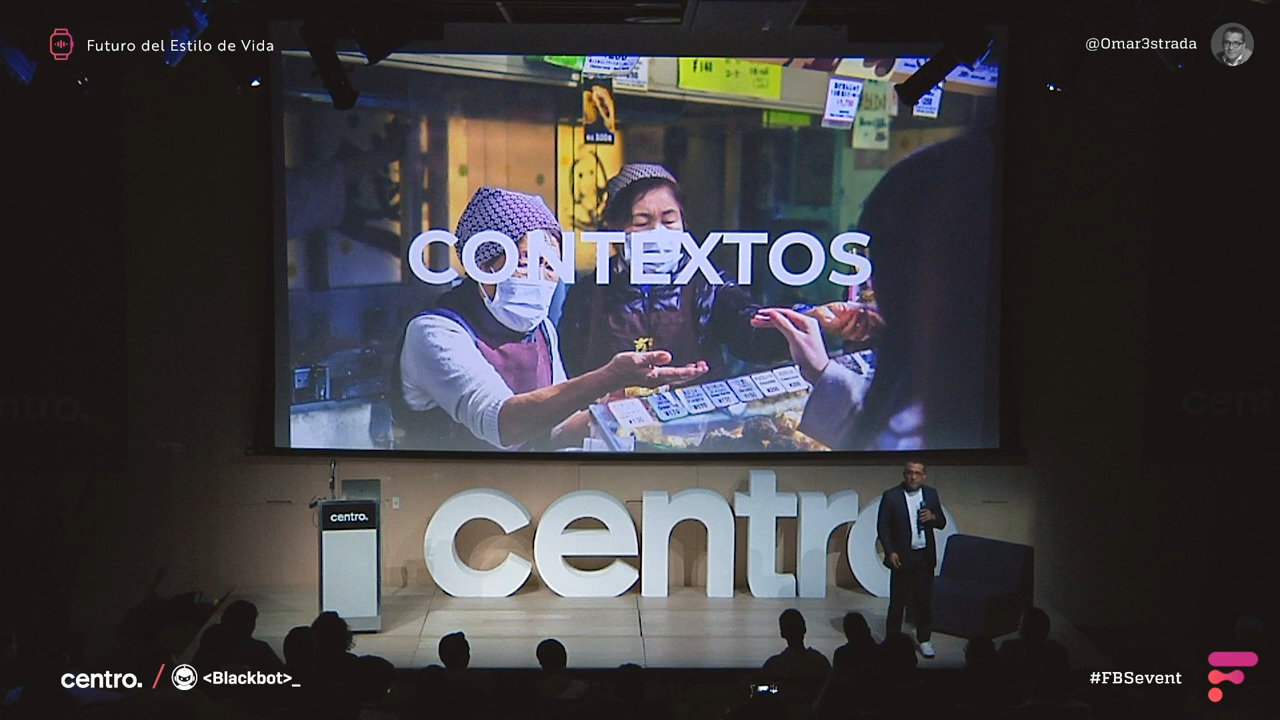 Futuro del Estilo de Vida
@Omar3strada
CONTEXTOS
centro.
centro
centro. / <Blackbot>_
#FBSevent